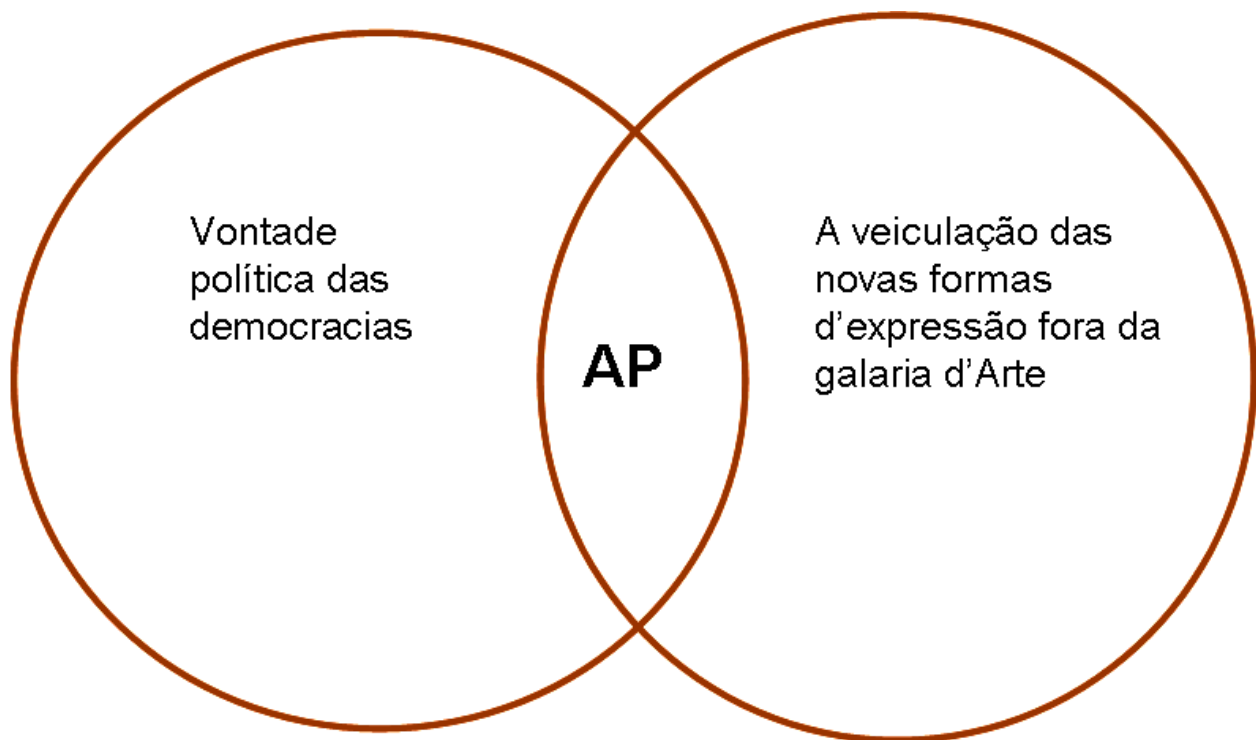 Vontade
política das
democracias
AP
A veiculação das
novas formas
d'expressão fora da
galaria d'Arte